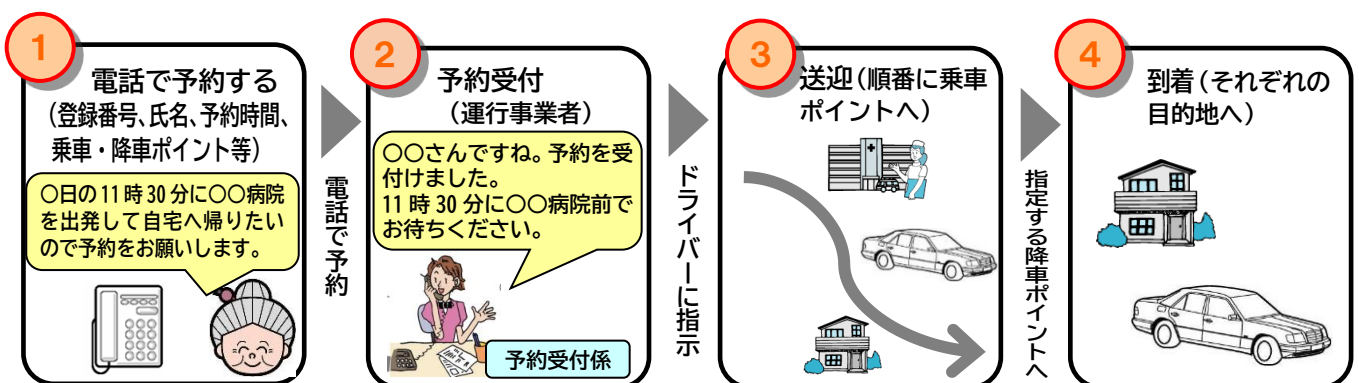 1
電話で予約する
（登録番号、氏名、予約時間、
乗車・降車ポイント等）
〇日の11時30分に〇〇病院
を出発して自宅へ帰りたい
ので予約をお願いします。
電話で予約
2
予約受付
（運行事業者）
〇〇さんですね。予約を受
付けました。
11時30分に〇〇病院前で
お待ちください。
予約受付係
ドライバーに指示
3
送迎（順番に乗車
ポイントへ）
指定する降車ポイントへ
4
到着（それぞれの
目的地へ）